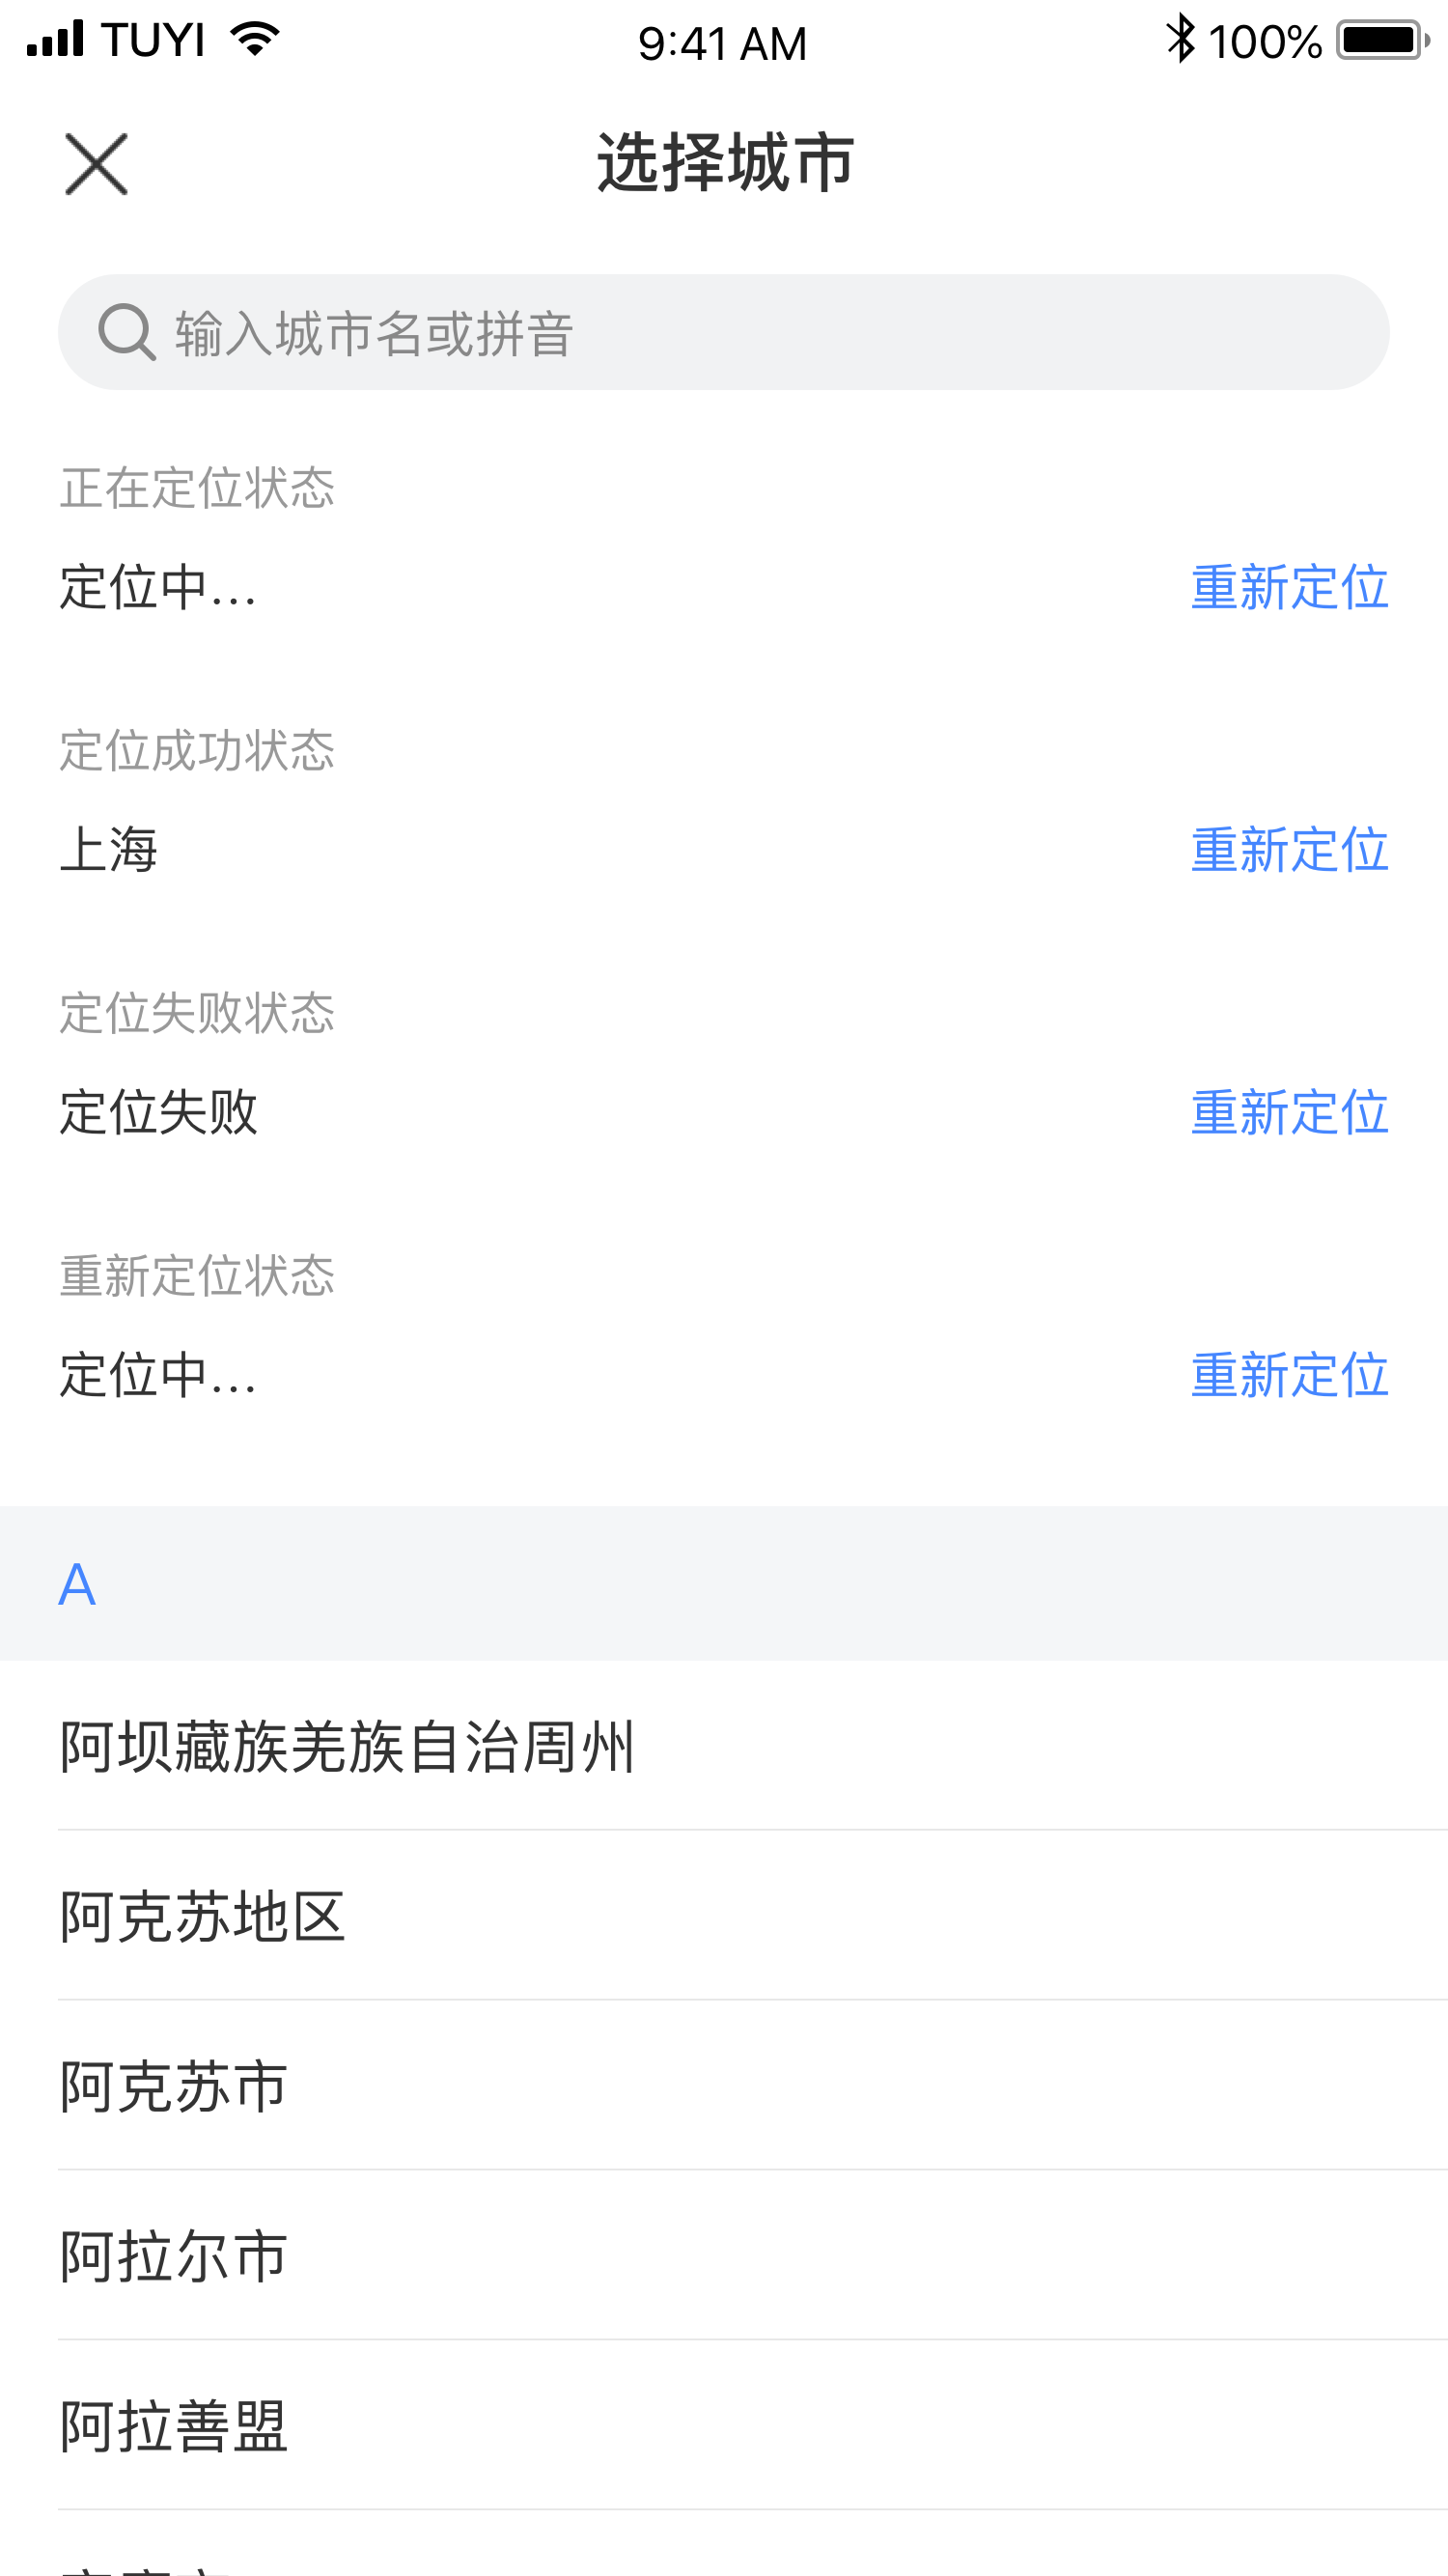 TUYI 9:41 AM 100%
选择城市
输入城市名或拼音
正在定位状态
定位中... 重新定位
定位成功状态
上海 重新定位
定位失败状态
定位失败 重新定位
重新定位状态
定位中... 重新定位
A
阿坝藏族羌族自治周州
阿克苏地区
阿克苏市
阿拉尔市
阿拉善盟